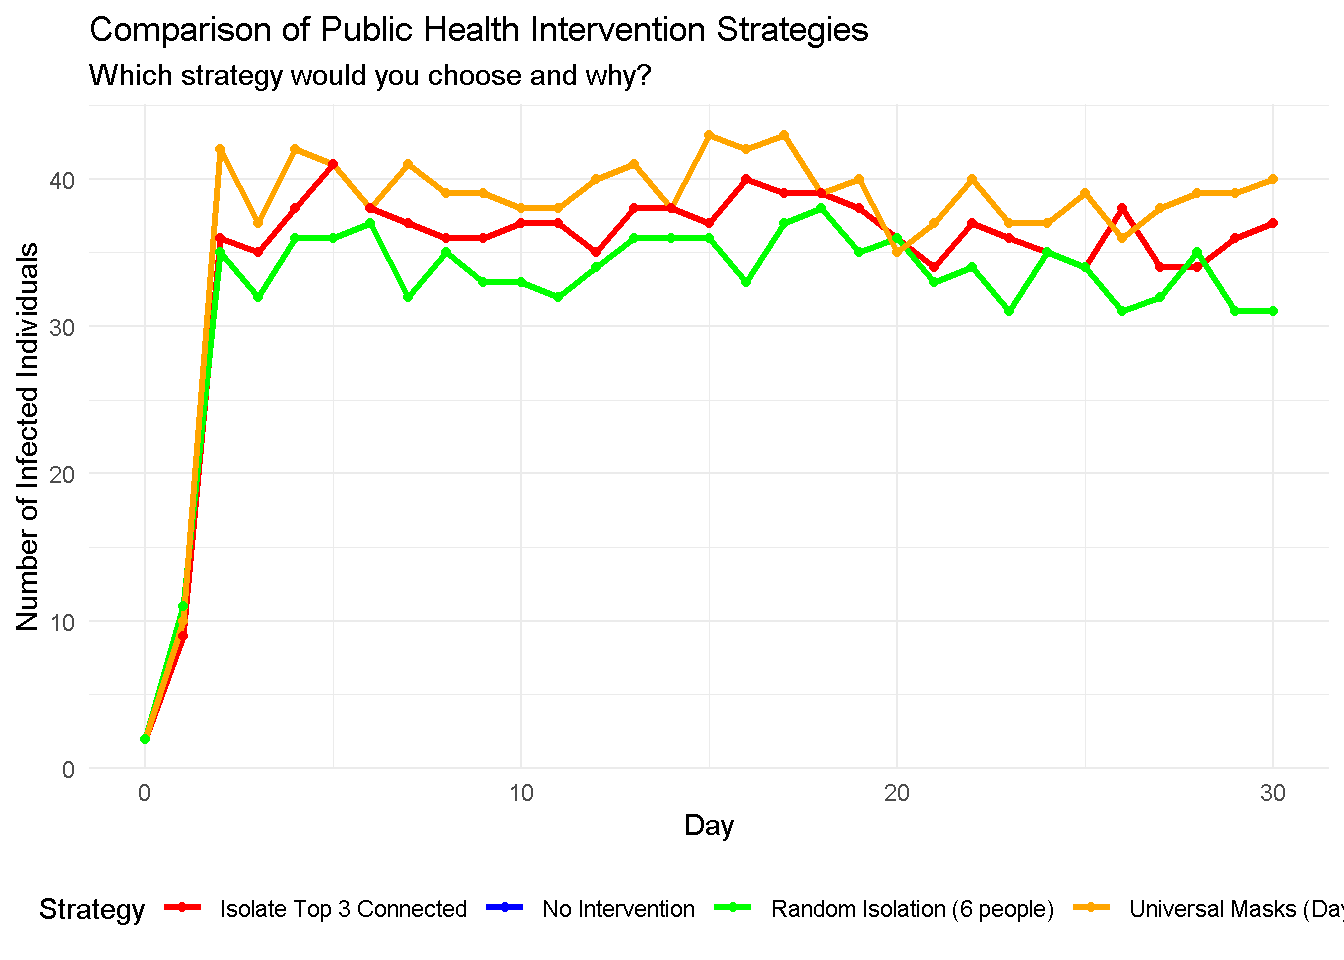 Comparison of Public Health Intervention Strategies
Which strategy would you choose and why?
Number of Infected Individuals
40
30
20
10
0
0 10 20 30
Day
Strategy Isolate Top 3 Connected No Intervention Random Isolation (6 people) Universal Masks (Day